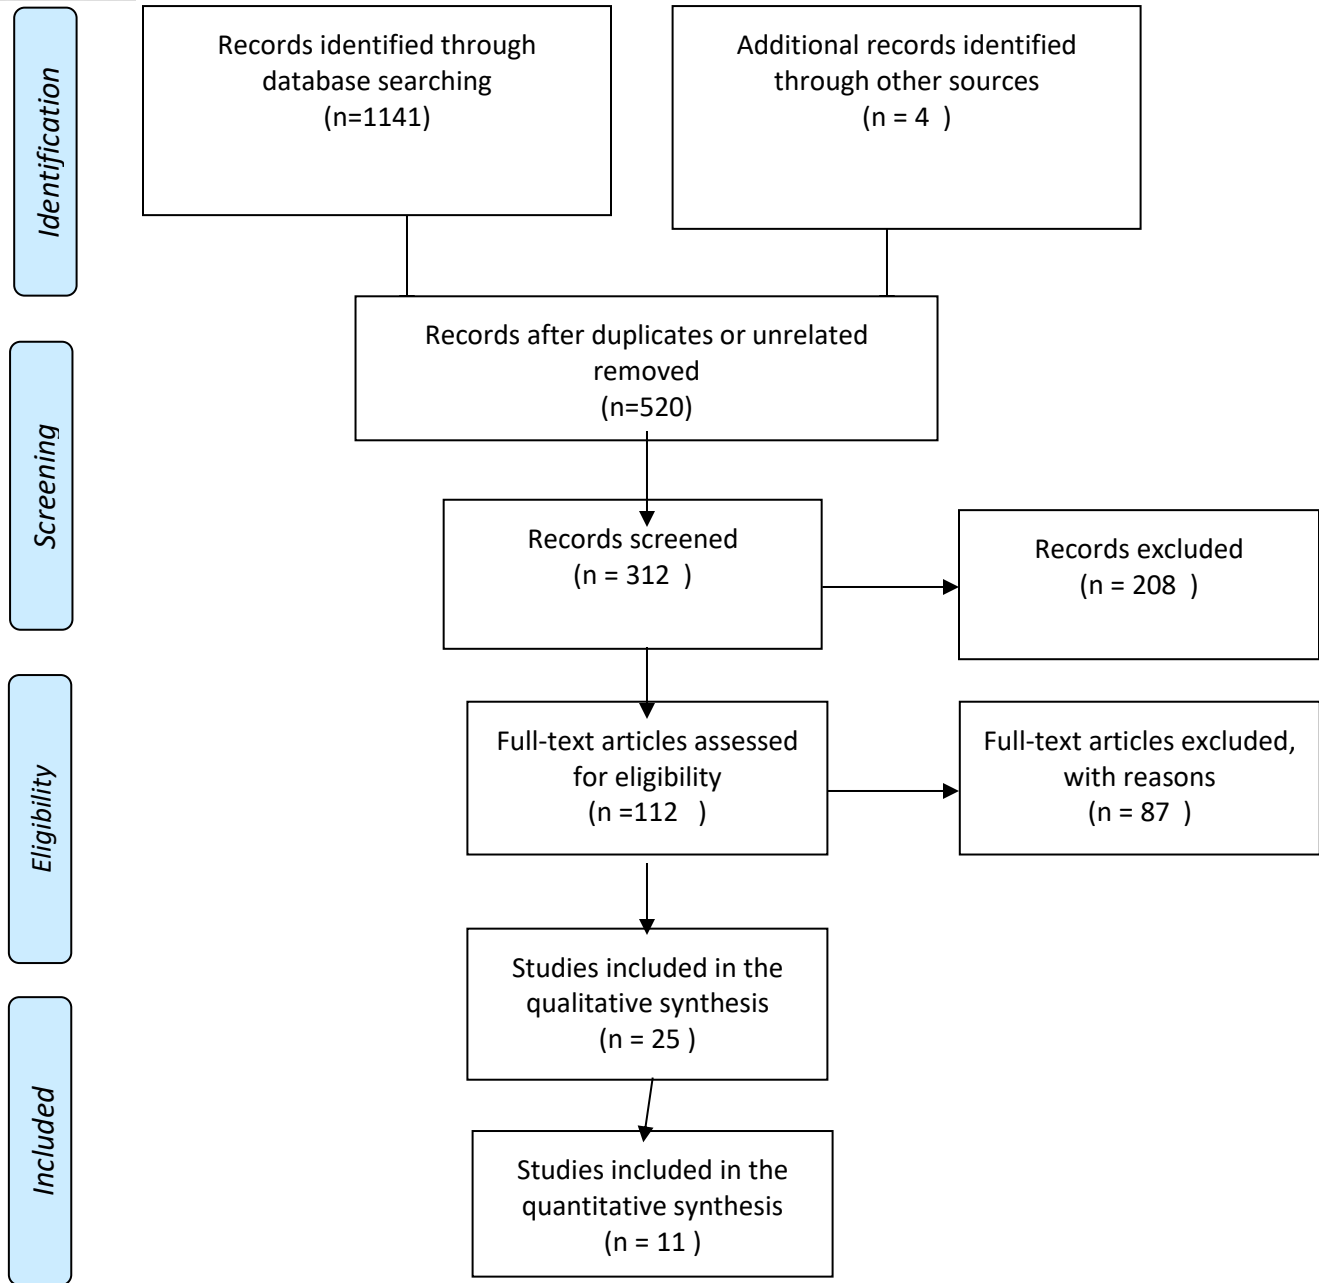 Identification
Records identified through
database searching
(n=1141)
Additional records identified
through other sources
(n = 4  )
Records after duplicates or unrelated
removed
(n=520)
Screening
Records screened
(n = 312  )
Records excluded
(n = 208  )
Eligibility
Full-text articles assessed
for eligibility
(n =112   )
Full-text articles excluded,
with reasons
(n = 87  )
Studies included in the
qualitative synthesis
(n = 25 )
Included
Studies included in the
quantitative synthesis
(n = 11 )